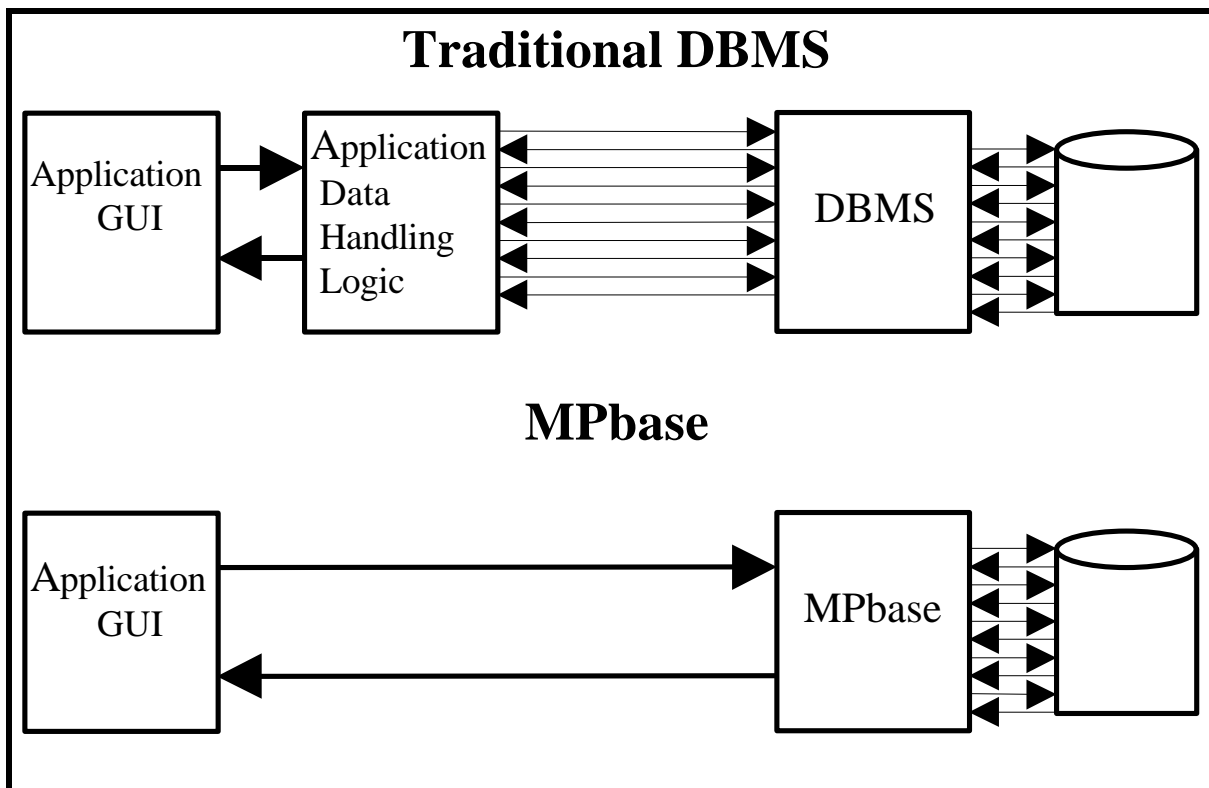 Traditional DBMS
Application
GUI
Application
Data
Handling
Logic
DBMS
MPbase
Application
GUI
MPbase